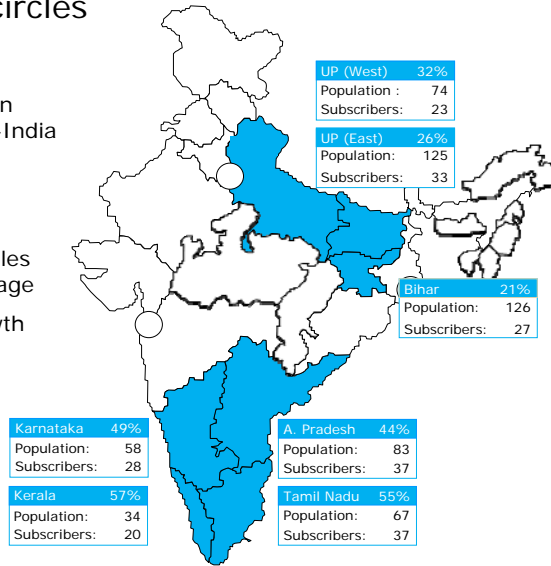 circles
n
India
les
age
wth
UP (West) 32%
Population : 74
Subscribers: 23
UP (East) 26%
Population: 125
Subscribers: 33
Bihar 21%
Population: 126
Subscribers: 27
Karnataka 49%
Population: 58
Subscribers: 28
Kerala 57%
Population: 34
Subscribers: 20
A. Pradesh 44%
Population: 83
Subscribers: 37
Tamil Nadu 55%
Population: 67
Subscribers: 37